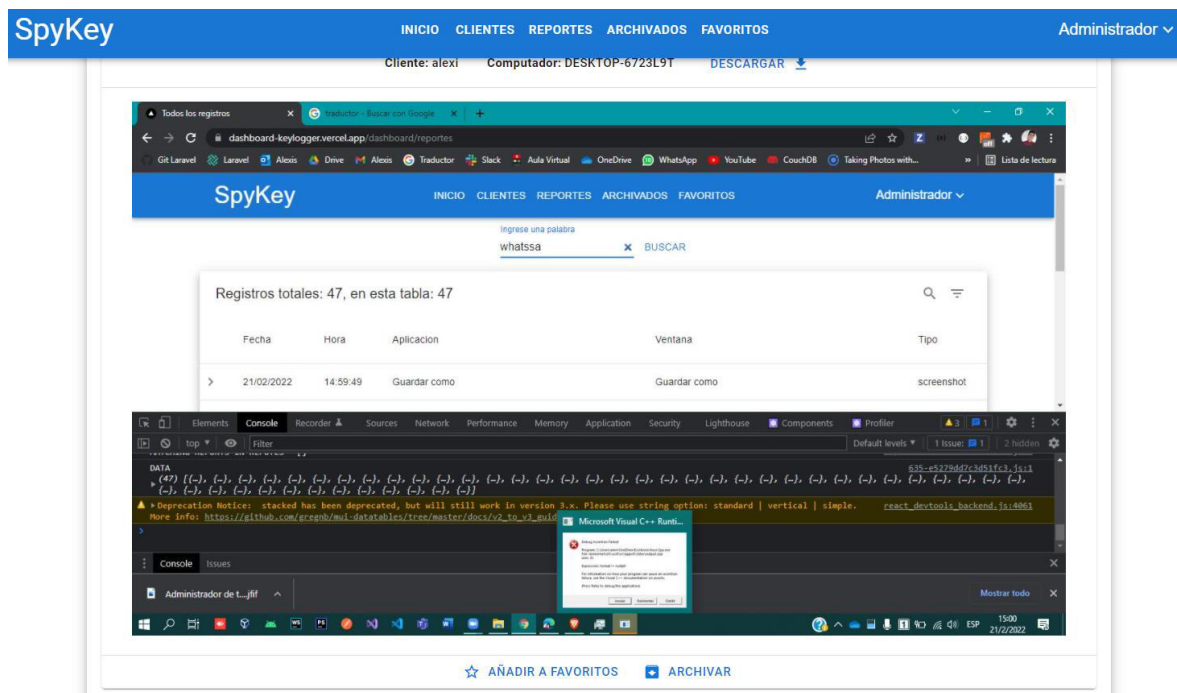 SpyKey INICIO CLIENTES REPORTES ARCHIVADOS FAVORITOS Administrador
Cliente: alexi Computador: DESKTOP-6723L9T DESCARGAR
Todos los registros traductor - Buscar con Google
dashboard-keylogger.vercel.app/dashboard/reportes
Git Laravel Laravel Alexis Drive Alexis Traductor Slack Aula Virtual OneDrive WhatsApp YouTube CouchDB Taking Photos with... » Lista de lectura
SpyKey INICIO CLIENTES REPORTES ARCHIVADOS FAVORITOS Administrador
Ingrese una palabra
whatssa BUSCAR
Registros totales: 47, en esta tabla: 47
Fecha Hora Aplicacion Ventana Tipo
21/02/2022 14:59:49 Guardar como Guardar como screenshot
Elements Console Recorder Sources Network Performance Memory Application Security Lighthouse Components Profiler 3 1
top Filter Default levels 1 Issue: 1 2 hidden
DATA 635-e5279dd7c3d51fc3.js:1
(47) [{…}, {…}, {…}, {…}, {…}, {…}, {…}, {…}, {…}, {…}, {…}, {…}, {…}, {…}, {…}, {…}, {…}, {…}, {…}, {…}, {…}, {…}, {…}, {…}, {…}, {…}, {…}, {…}, {…}, {…}, {…}, {…}, {…}, {…}, {…},
{…}, {…}, {…}, {…}, {…}, {…}, {…}, {…}, {…}, {…}, {…}, {…}]
Deprecation Notice: stacked has been deprecated, but will still work in version 3.x. Please use string option: standard | vertical | simple. react_devtools_backend.js:4061
More info: https://github.com/gregnb/mui-datatables/tree/master/docs/v2_to_v3_guid
Microsoft Visual C++ Runti...
Console Issues
Administrador de t....jfif Mostrar todo
ESP 15:00
21/2/2022
AÑADIR A FAVORITOS ARCHIVAR